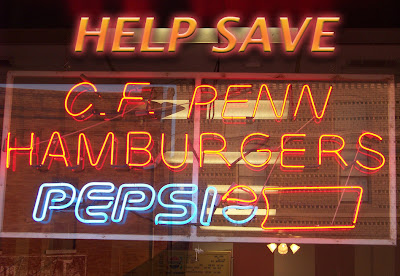 HELP SAVE
C.F. PENN
HAMBURGERS
PEPSI